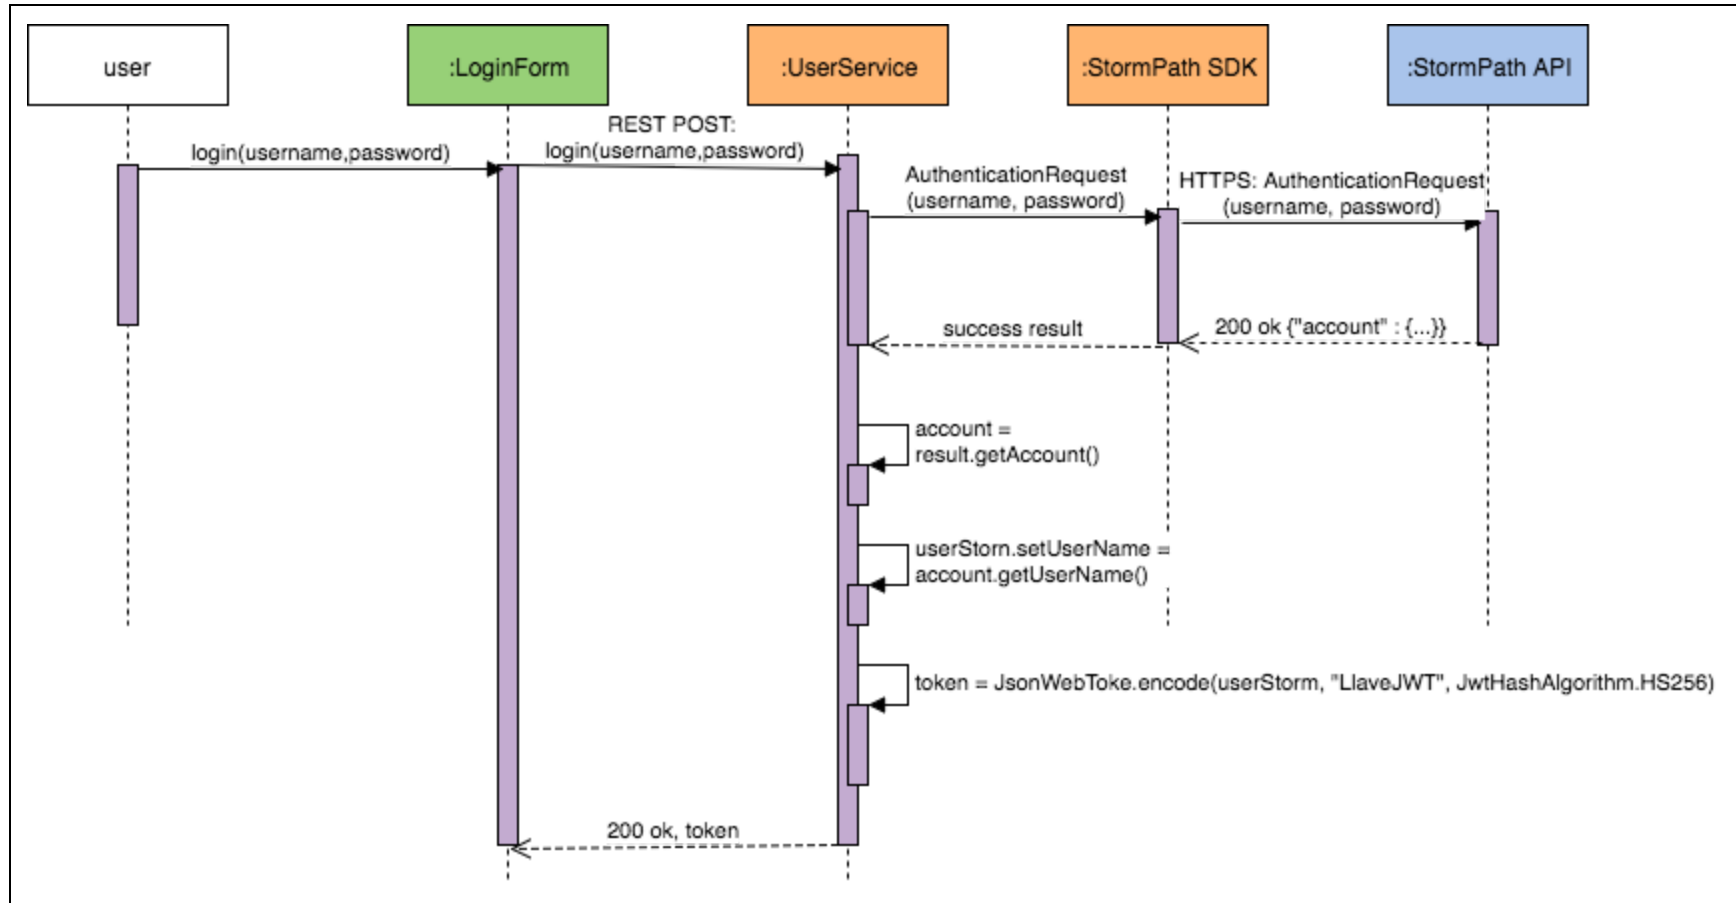 user
:LoginForm
:UserService
:StormPath SDK
:StormPath API
login(username,password)
REST POST:
login(username,password)
AuthenticationRequest
(username, password)
HTTPS: AuthenticationRequest
(username, password)
success result
200 ok {"account" : {...}}
account =
result.getAccount()
userStorn.setUserName =
account.getUserName()
token = JsonWebToke.encode(userStorm, "LlaveJWT", JwtHashAlgorithm.HS256)
200 ok, token